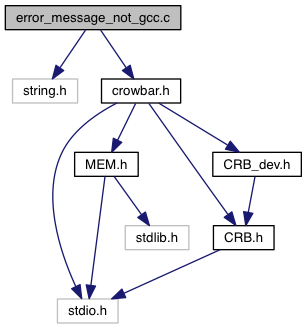 error_message_not_gcc.c
string.h
crowbar.h
MEM.h
CRB_dev.h
stdlib.h
CRB.h
stdio.h